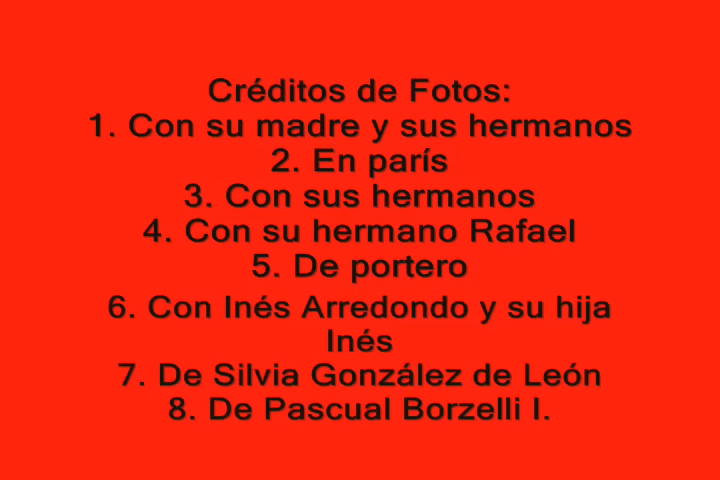 Créditos de Fotos:
1. Con su madre y sus hermanos
2. En parís
3. Con sus hermanos
4. Con su hermano Rafael
5. De portero
6. Con Inés Arredondo y su hija
Inés
7. De Silvia González de León
8. De Pascual Borzelli I.